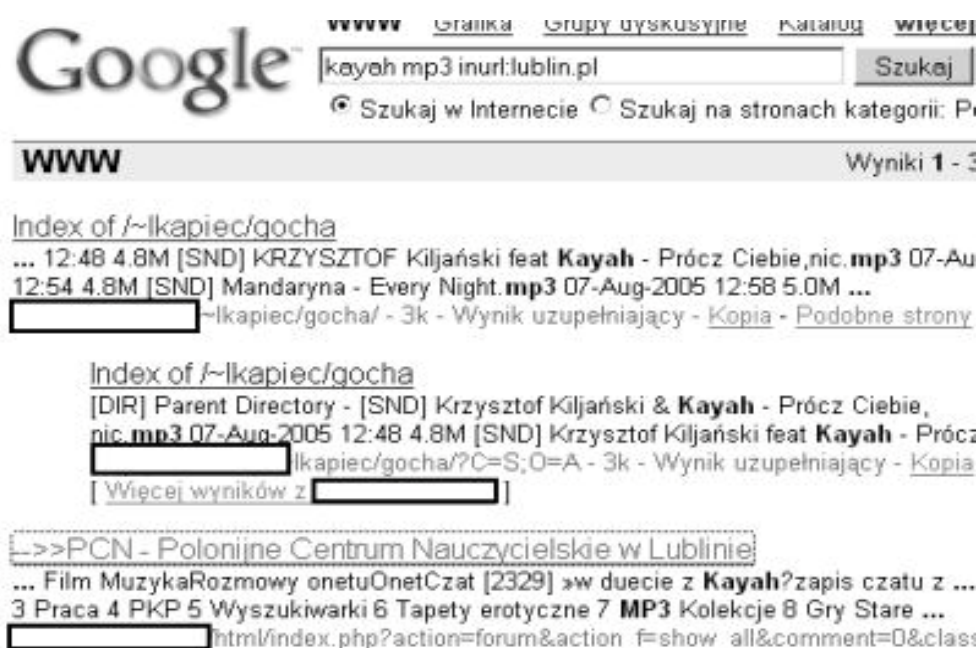 Google
WWW Grafika Grupy dyskusyjne Katalog więcej
kayah mp3 inurl:lublin.pl Szukaj
Szukaj w Internecie Szukaj na stronach kategorii: Po
WWW Wyniki 1 - 3
Index of /~lkapiec/gocha
... 12:48 4.8M [SND] KRZYSZTOF Kiljański feat Kayah - Prócz Ciebie,nic.mp3 07-Au
12:54 4.8M [SND] Mandaryna - Every Night.mp3 07-Aug-2005 12:58 5.0M ...
~lkapiec/gocha/ - 3k - Wynik uzupełniający - Kopia - Podobne strony
Index of /~lkapiec/gocha
[DIR] Parent Directory - [SND] Krzysztof Kiljański & Kayah - Prócz Ciebie,
nic.mp3 07-Aug-2005 12:48 4.8M [SND] Krzysztof Kiljański feat Kayah - Prócz
lkapiec/gocha/?C=S;O=A - 3k - Wynik uzupełniający - Kopia
[ Więcej wyników z ]
-->>PCN - Polonijne Centrum Nauczycielskie w Lublinie
... Film MuzykaRozmowy onetuOnetCzat [2329] »w duecie z Kayah?zapis czatu z ...
3 Praca 4 PKP 5 Wyszukiwarki 6 Tapety erotyczne 7 MP3 Kolekcje 8 Gry Stare ...
/html/index.php?action=forum&action_f=show_all&comment=0&class